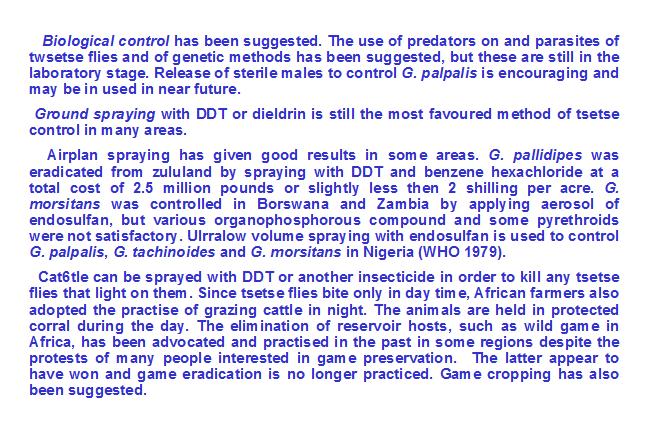 Biological control has been suggested. The use of predators on and parasites of
twsetse flies and of genetic methods has been suggested, but these are still in the
laboratory stage. Release of sterile males to control G. palpalis is encouraging and
may be in used in near future.
Ground spraying with DDT or dieldrin is still the most favoured method of tsetse
control in many areas.
Airplan spraying has given good results in some areas. G. pallidipes was
eradicated from zululand by spraying with DDT and benzene hexachloride at a
total cost of 2.5 million pounds or slightly less then 2 shilling per acre. G.
morsitans was controlled in Borswana and Zambia by applying aerosol of
endosulfan, but various organophosphorous compound and some pyrethroids
were not satisfactory. Ulrralow volume spraying with endosulfan is used to control
G. palpalis, G. tachinoides and G. morsitans in Nigeria (WHO 1979).
Cat6tle can be sprayed with DDT or another insecticide in order to kill any tsetse
flies that light on them. Since tsetse flies bite only in day time, African farmers also
adopted the practise of grazing cattle in night. The animals are held in protected
corral during the day. The elimination of reservoir hosts, such as wild game in
Africa, has been advocated and practised in the past in some regions despite the
protests of many people interested in game preservation. The latter appear to
have won and game eradication is no longer practiced. Game cropping has also
been suggested.